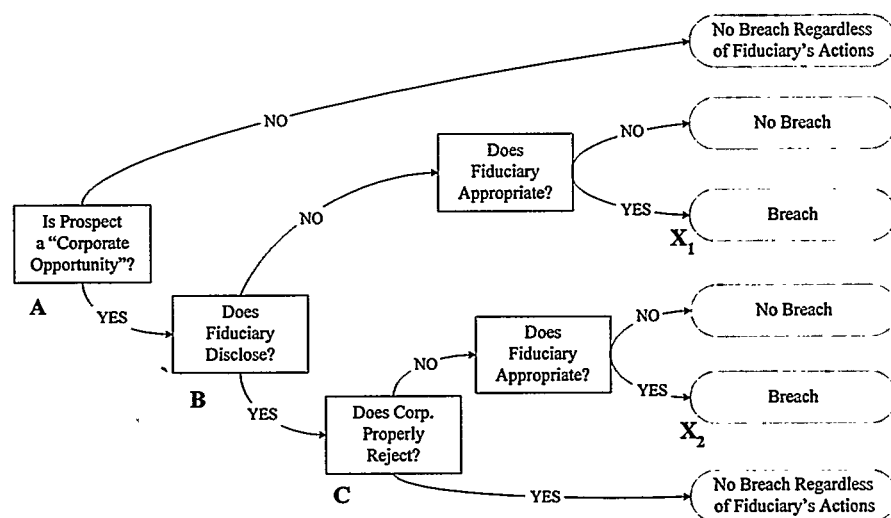 No Breach Regardless
of Fiduciary's Actions
NO
Does
Fiduciary
Appropriate?
NO
No Breach
YES
Breach
X1
Is Prospect
a "Corporate
Opportunity"?
A
NO
YES
Does
Fiduciary
Disclose?
B
Does
Fiduciary
Appropriate?
NO
No Breach
YES
Breach
X2
NO
YES
Does Corp.
Properly
Reject?
C
YES
No Breach Regardless
of Fiduciary's Actions